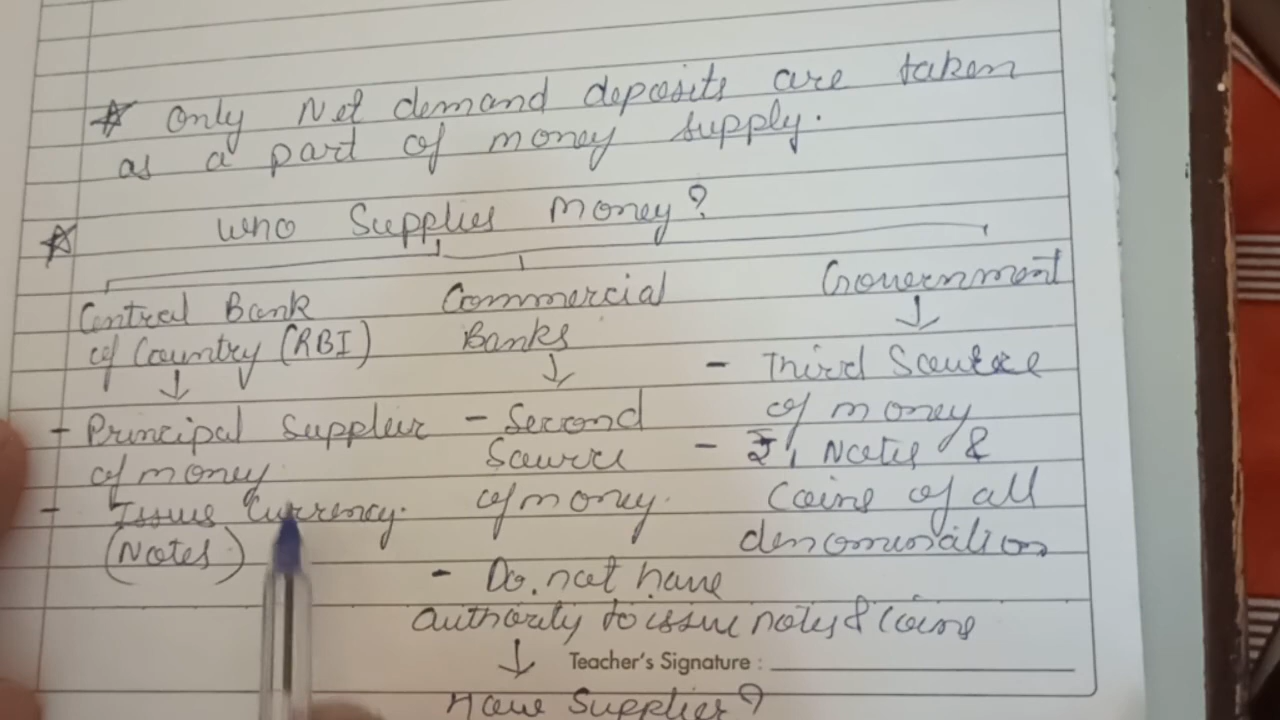 ☆ Only Net demand deposits are taken
as a part of money supply.
☆ Who Supplies Money?
Central Bank
of Country (RBI)
- Principal Supplier
of money
- Issues Currency.
(Notes)
Commercial
Banks
- Second
Source
of money.
- Do not have
authority to issue notes & coins
How Supplier?
Government
- Third Source
of money
- ₹1 Notes &
Coins of all
denomination
Teacher's Signature :